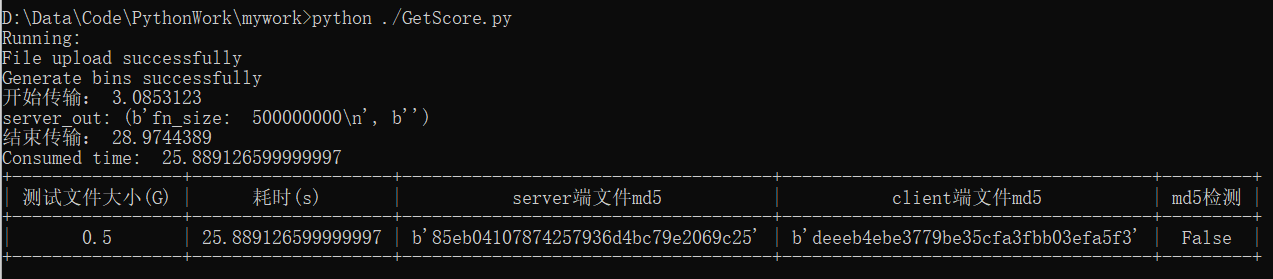 D:\Data\Code\PythonWork\mywork>python ./GetScore.py
Running:
File upload successfully
Generate bins successfully
开始传输: 3.0853123
server_out: (b'fn_size:  500000000\n', b'')
结束传输: 28.9744389
Consumed time:  25.889126599999997
测试文件大小(G) | 耗时(s) | server端文件md5 | client端文件md5 | md5检测
0.5 | 25.889126599999997 | b'85eb04107874257936d4bc79e2069c25' | b'deeeb4ebe3779be35cfa3fbb03efa5f3' | False